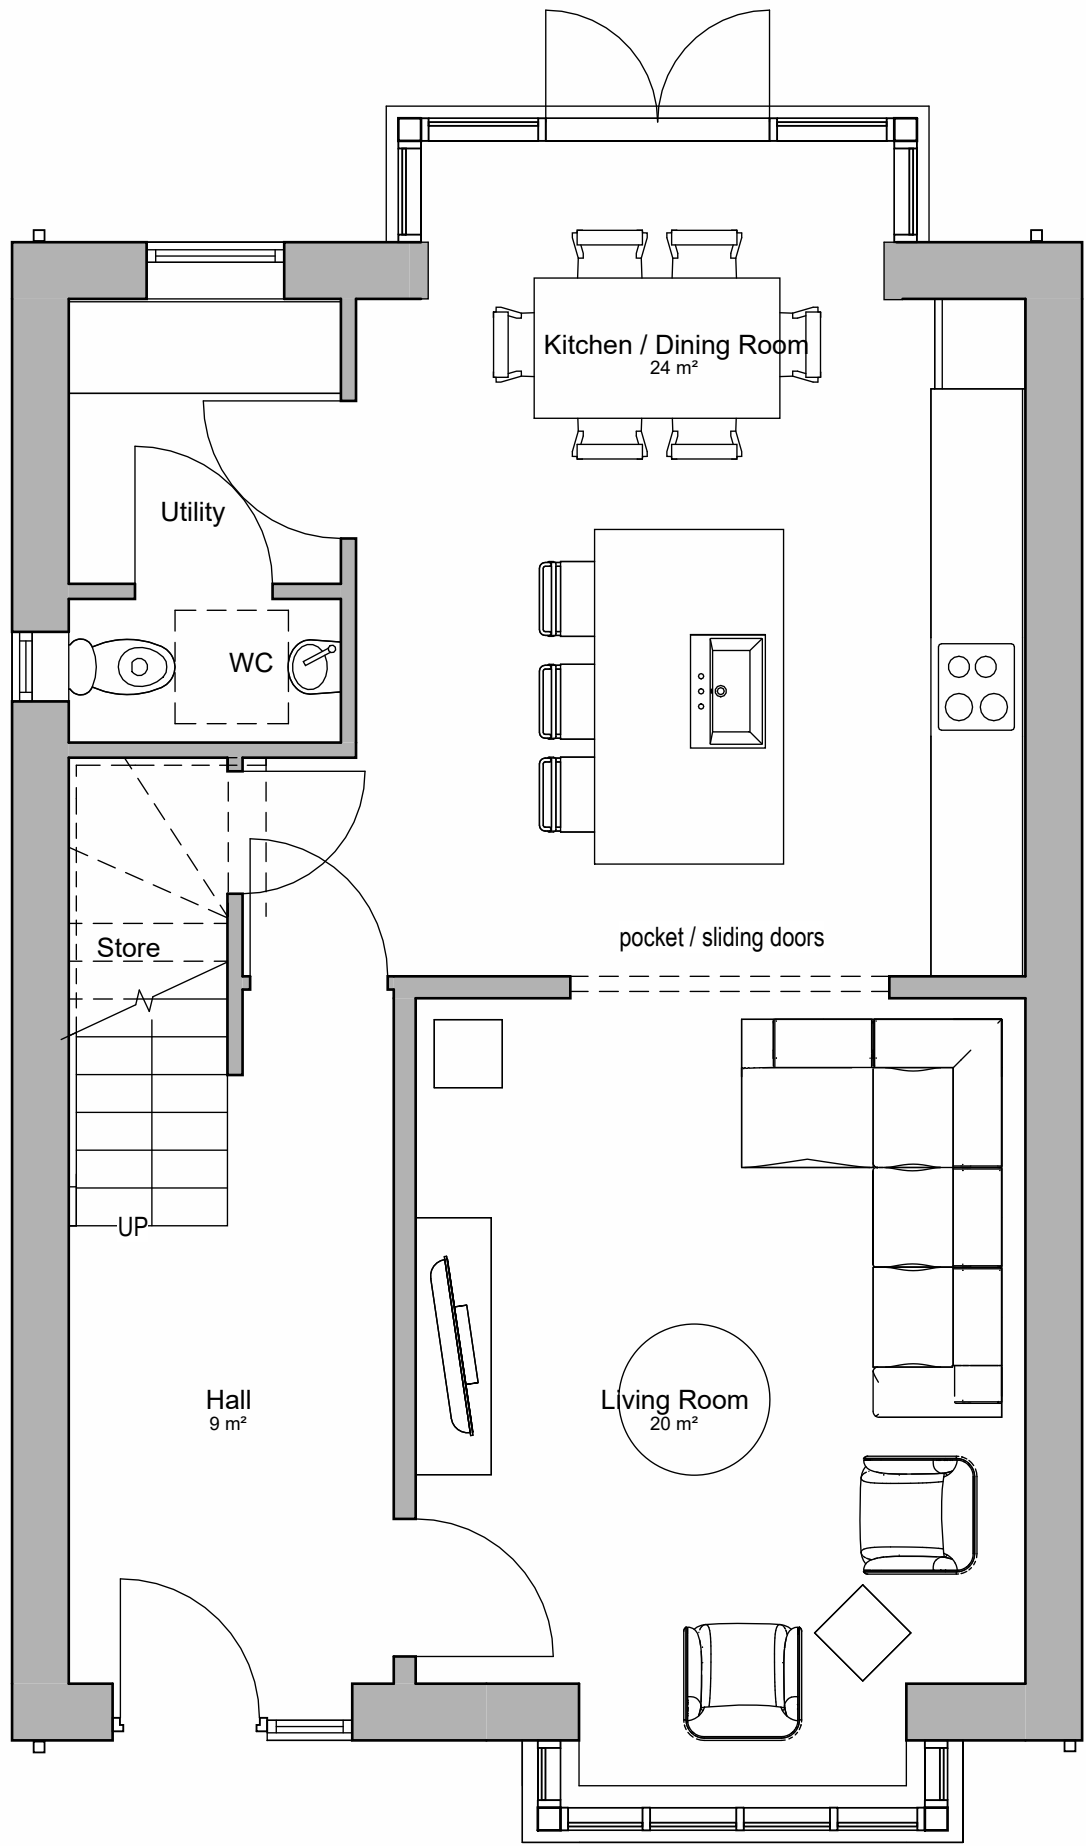 Kitchen / Dining Room
24 m²
Utility
WC
pocket / sliding doors
Store
UP
Hall
9 m²
Living Room
20 m²